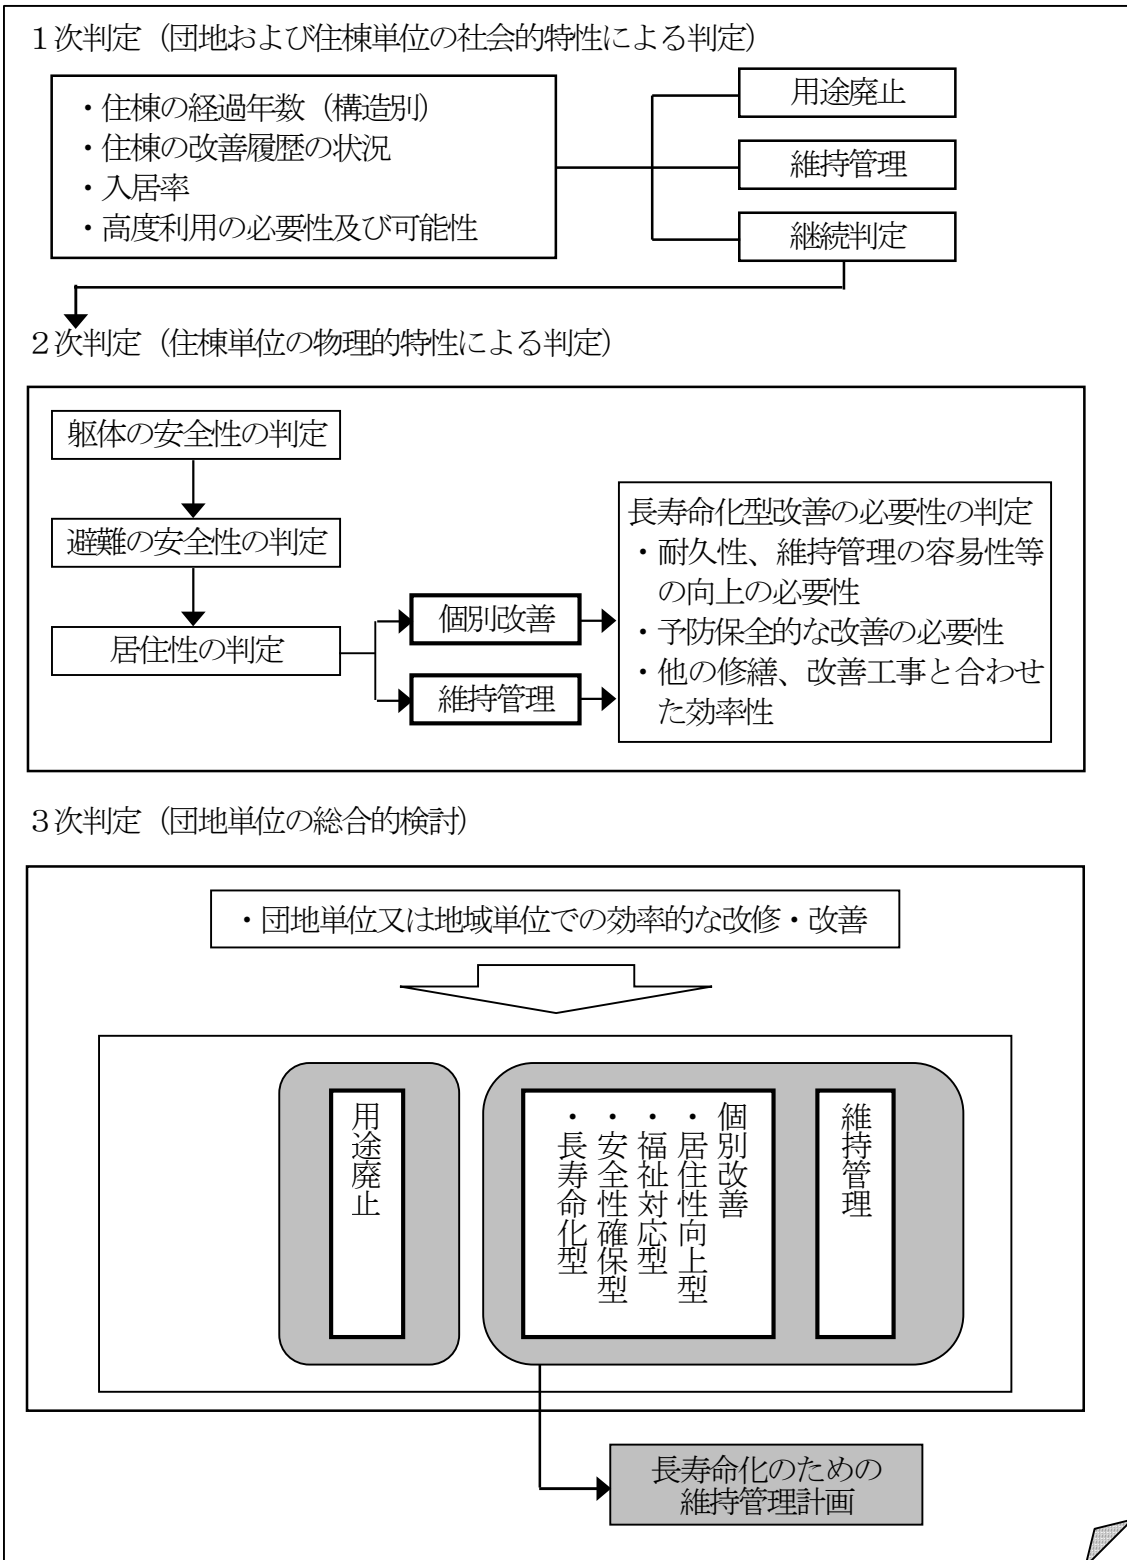 １次判定（団地および住棟単位の社会的特性による判定）
・住棟の経過年数（構造別）
・住棟の改善履歴の状況
・入居率
・高度利用の必要性及び可能性
用途廃止
維持管理
継続判定
２次判定（住棟単位の物理的特性による判定）
躯体の安全性の判定
避難の安全性の判定
居住性の判定
個別改善
維持管理
長寿命化型改善の必要性の判定
・耐久性、維持管理の容易性等
の向上の必要性
・予防保全的な改善の必要性
・他の修繕、改善工事と合わせ
た効率性
３次判定（団地単位の総合的検討）
・団地単位又は地域単位での効率的な改修・改善
維持管理
個別改善
・居住性向上型
・福祉対応型
・安全性確保型
・長寿命化型
用途廃止
長寿命化のための
維持管理計画